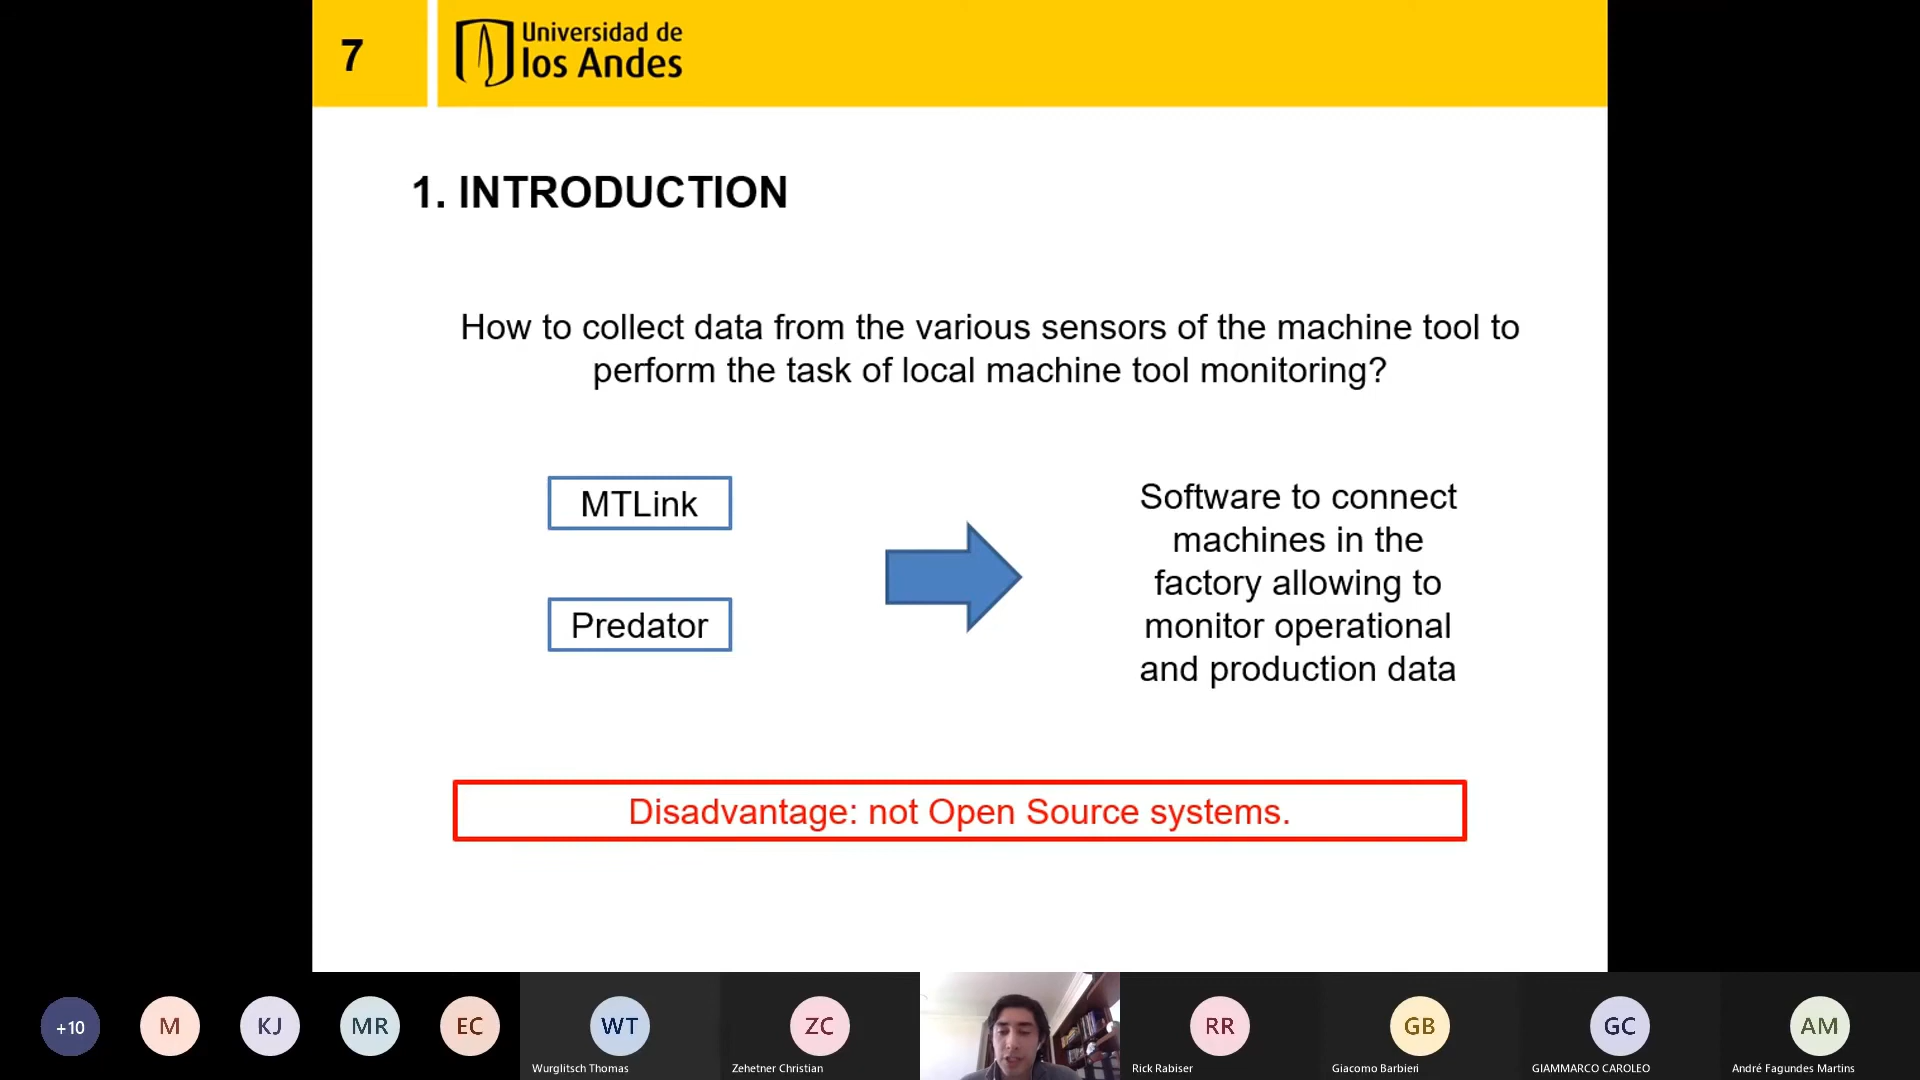 7
Universidad de
los Andes
1. INTRODUCTION
How to collect data from the various sensors of the machine tool to
perform the task of local machine tool monitoring?
MTLink
Predator
Software to connect
machines in the
factory allowing to
monitor operational
and production data
Disadvantage: not Open Source systems.
+10
M
KJ
MR
EC
WT
Wurglitsch Thomas
ZC
Zehetner Christian
RR
Rick Rabiser
GB
Giacomo Barbieri
GC
GIAMMARCO CAROLEO
AM
André Fagundes Martins